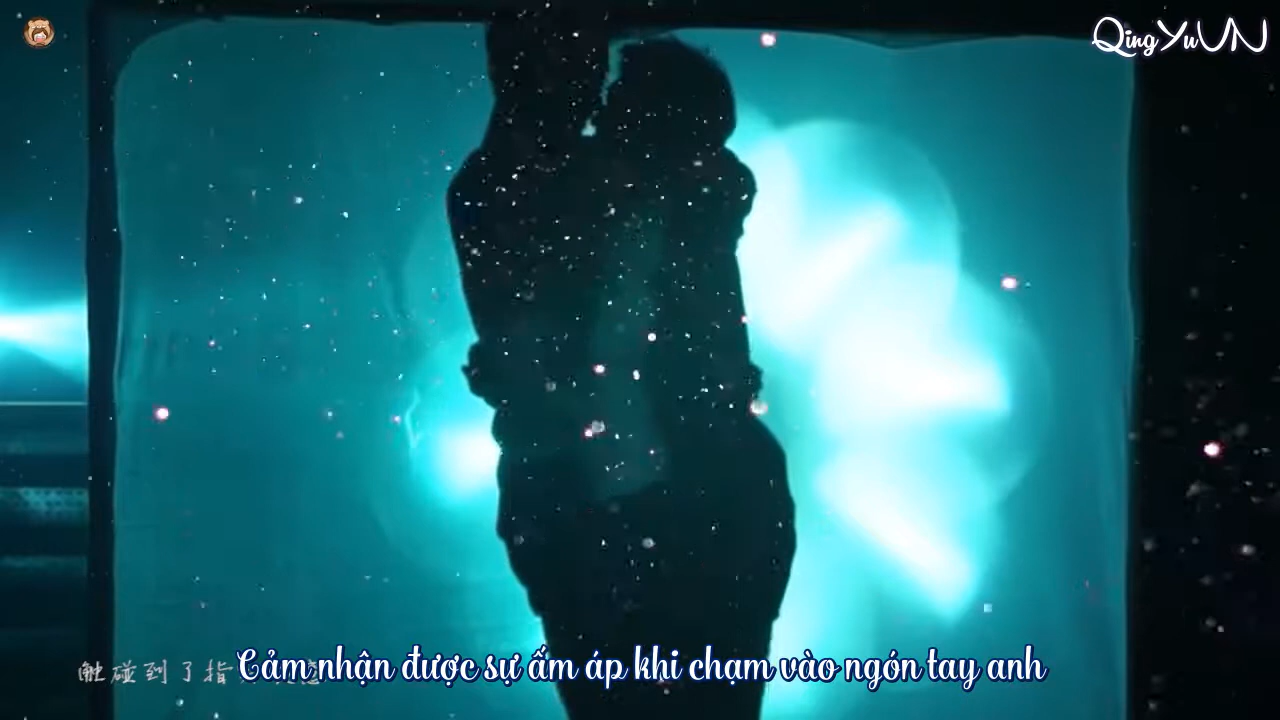 QingYuVN
触碰到了指
Cảm nhận được sự ấm áp khi chạm vào ngón tay anh